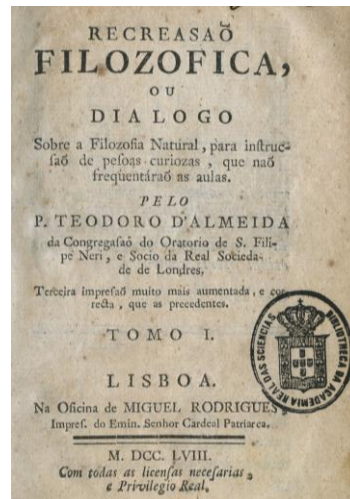 RECREASAÕ
FILOZOFICA,
OU
DIALOGO
Sobre a Filozofia Natural, para inſtruc-
ſaõ de peſoas curiozas, que naõ
frequentáraõ as aulas.
PELO
P. TEODORO D'ALMEIDA
da Congregaſaõ do Oratorio de S. Fili-
pe Neri, e Socio da Real Socieda-
de de Londres.
Terceira impreſaõ muito mais aumentada, e cor-
recta, que as precedentes.
TOMO I.
LISBOA.
Na Oficina de MIGUEL RODRIGUES,
Impreſ. do Emin. Senhor Cardeal Patriarca.
M. DCC. LVIII.
Com todas as licenſas neceſarias,
e Privilegio Real.
BIBLIOTHECA DA ACADEMIA REAL DAS SCIENCIAS